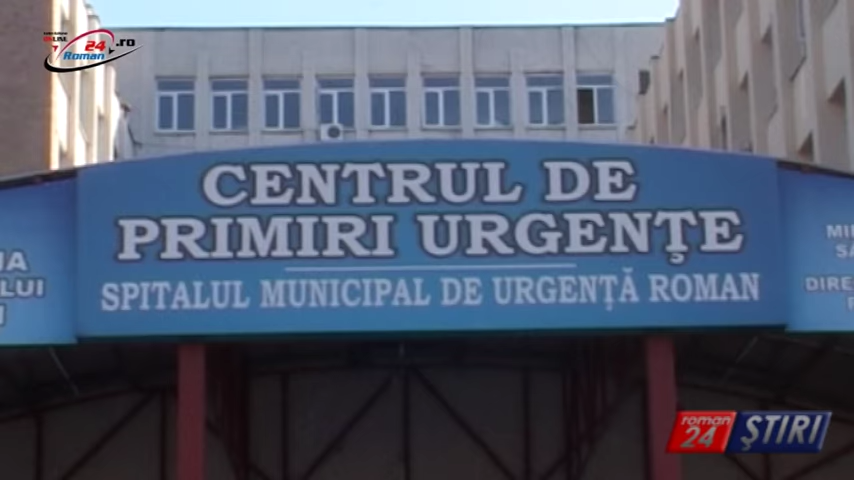 24 .ro
Roman
CENTRUL DE
PRIMIRI URGENȚE
SPITALUL MUNICIPAL DE URGENȚĂ ROMAN
roman
24 ȘTIRI